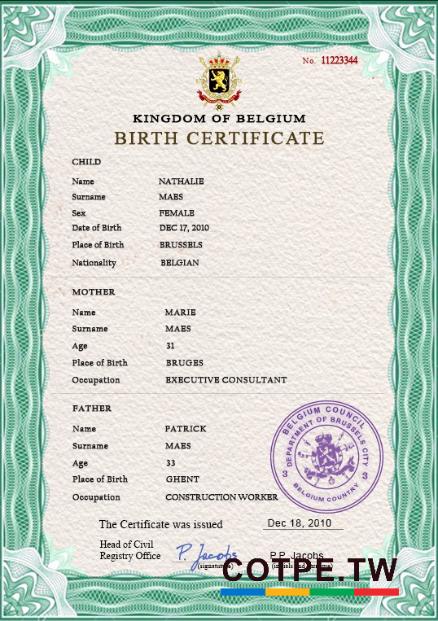 No. 11223344
KINGDOM OF BELGIUM
BIRTH CERTIFICATE
CHILD
Name NATHALIE
Surname MAES
Sex FEMALE
Date of Birth DEC 17, 2010
Place of Birth BRUSSELS
Nationality BELGIAN
MOTHER
Name MARIE
Surname MAES
Age 31
Place of Birth BRUGES
Occupation EXECUTIVE CONSULTANT
FATHER
Name PATRICK
Surname MAES
Age 33
Place of Birth GHENT
Occupation CONSTRUCTION WORKER
BELGIUM COUNCIL
DEPARTMENT OF BRUSSELS CITY
3 3
BELGIUM COUNTRY
The Certificate was issued Dec 18, 2010
Head of Civil
Registry Office P. Jacobs P.P. Jacobs
(signature)
COTPE.TW